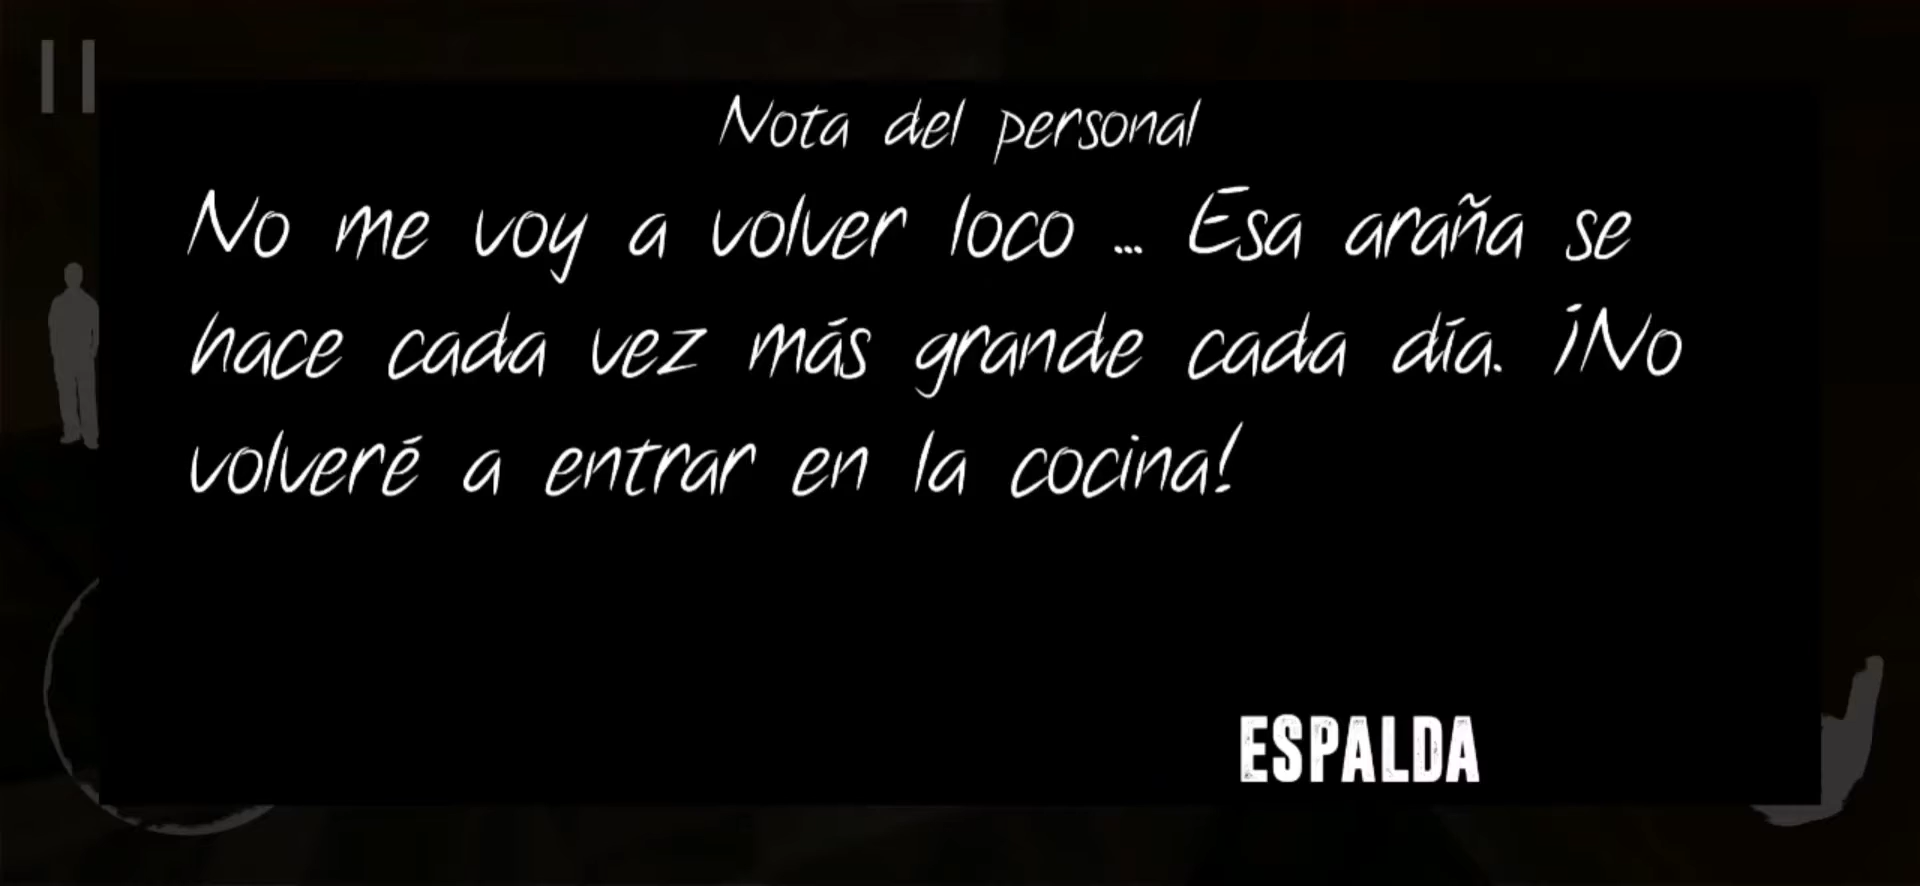 Nota del personal
No me voy a volver loco ... Esa araña se
hace cada vez más grande cada día. ¡No
volveré a entrar en la cocina!
ESPALDA